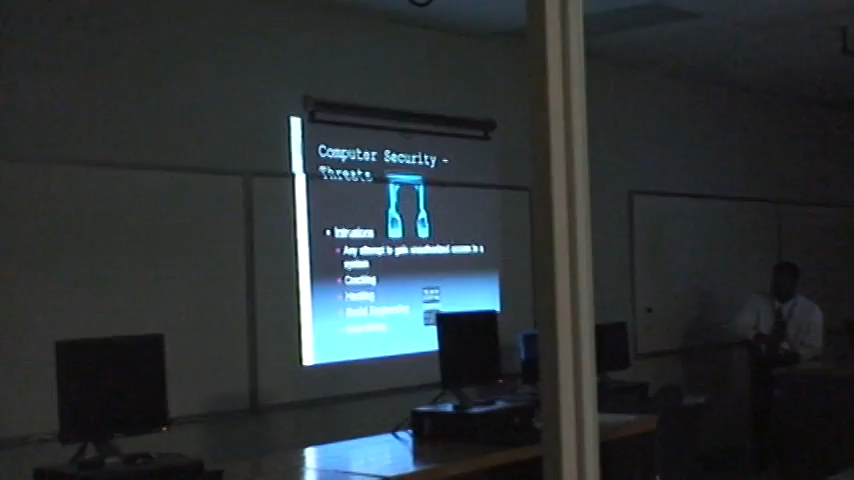 Computer Security -
Threats
• Intrusions
Any attempt to gain unauthorized access to a
system
Cracking
Hacking
Social Engineering